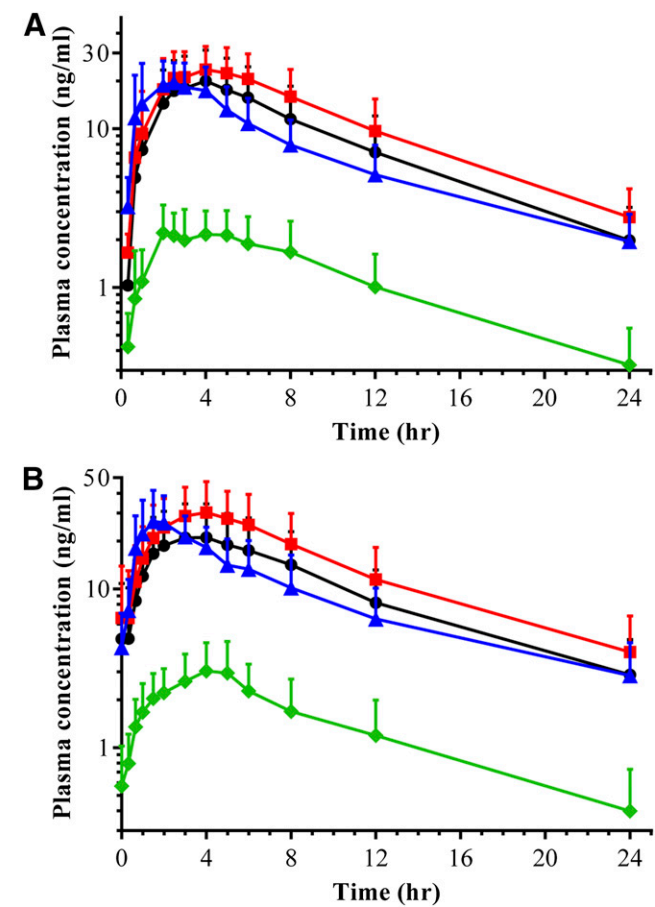 A
Plasma concentration (ng/ml)
30
10
1
0 4 8 12 16 20 24
Time (hr)
B
Plasma concentration (ng/ml)
50
10
1
0 4 8 12 16 20 24
Time (hr)